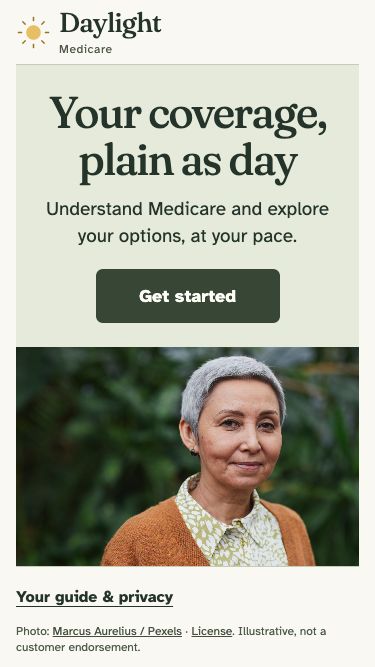 Daylight
Medicare
Your coverage,
plain as day
Understand Medicare and explore
your options, at your pace.
Get started
Your guide & privacy
Photo: Marcus Aurelius / Pexels · License. Illustrative, not a
customer endorsement.